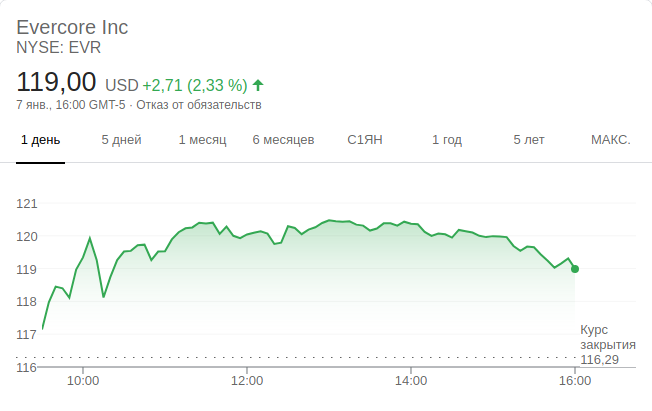 Evercore Inc
NYSE: EVR
119,00 USD +2,71 (2,33 %)
7 янв., 16:00 GMT-5 · Отказ от обязательств
1 день 5 дней 1 месяц 6 месяцев С1ЯН 1 год 5 лет МАКС.
121
120
119
118
117
116
Курс
закрытия
116,29
10:00 12:00 14:00 16:00